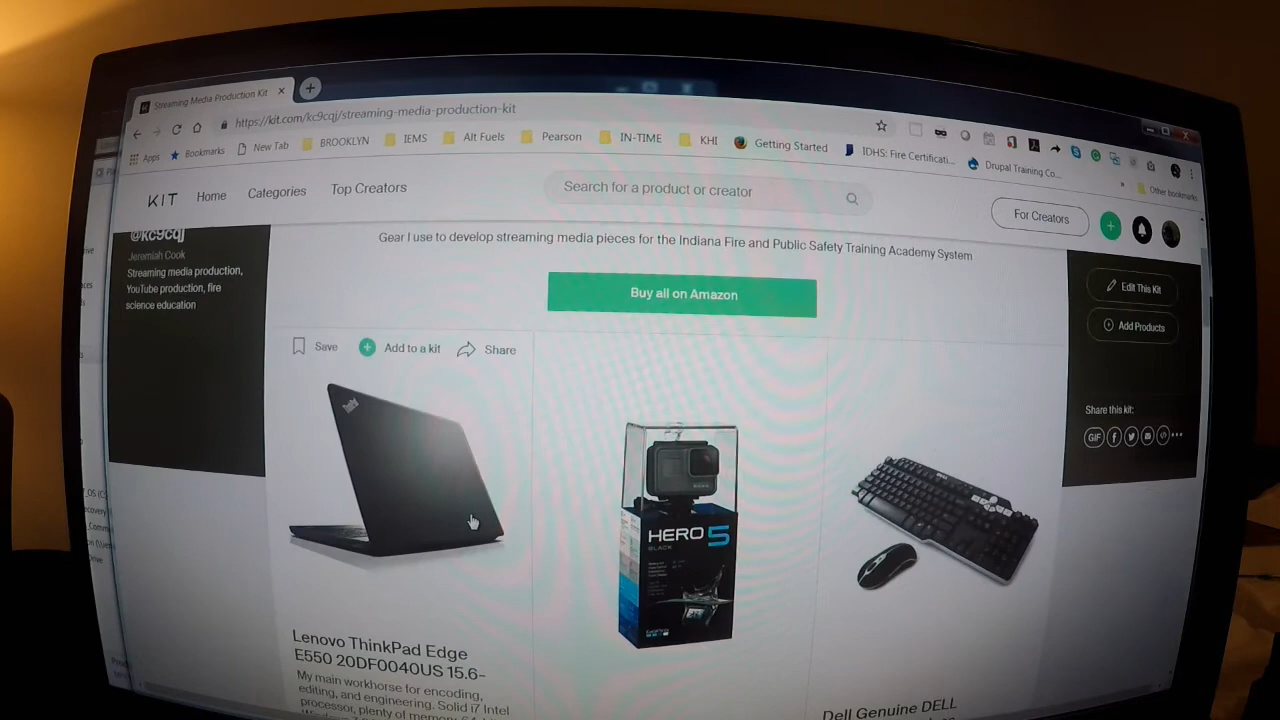 Streaming Media Production Kit
https://kit.com/kc9cqj/streaming-media-production-kit
Apps
Bookmarks
New Tab
BROOKLYN
IEMS
Alt Fuels
Pearson
IN-TIME
KHI
Getting Started
IDHS: Fire Certificati...
Drupal Training Co...
Other bookmarks
KIT
Home
Categories
Top Creators
Search for a product or creator
For Creators
@kc9cqj
Jeremiah Cook
Streaming media production,
YouTube production, fire
science education
Gear I use to develop streaming media pieces for the Indiana Fire and Public Safety Training Academy System
Buy all on Amazon
Edit This Kit
Add Products
Share this kit:
GIF
Save
Add to a kit
Share
ThinkPad
HERO5
BLACK
GoPro
Lenovo ThinkPad Edge
E550 20DF0040US 15.6-
My main workhorse for encoding,
editing, and engineering. Solid i7 Intel
processor, plenty of memory
Dell Genuine DELL